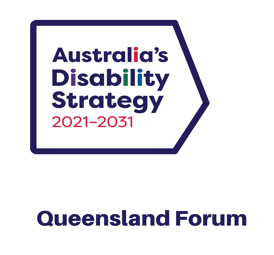 Australia's
Disability
Strategy
2021–2031
Queensland Forum